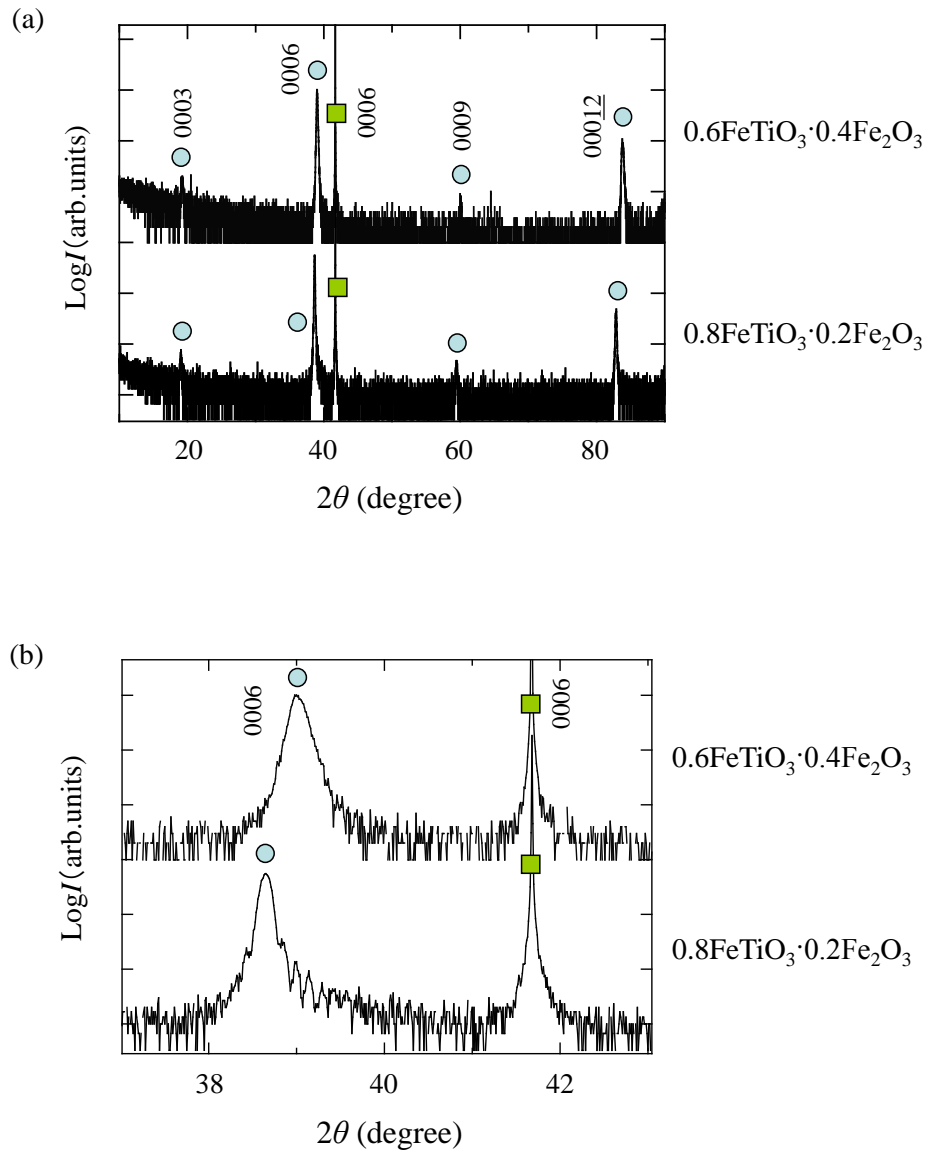 (a)
0003
0006
0006
0009
00012
0.6FeTiO₃·0.4Fe₂O₃
0.8FeTiO₃·0.2Fe₂O₃
LogI(arb.units)
20 40 60 80
2θ (degree)
(b)
0006
0006
0.6FeTiO₃·0.4Fe₂O₃
0.8FeTiO₃·0.2Fe₂O₃
LogI(arb.units)
38 40 42
2θ (degree)